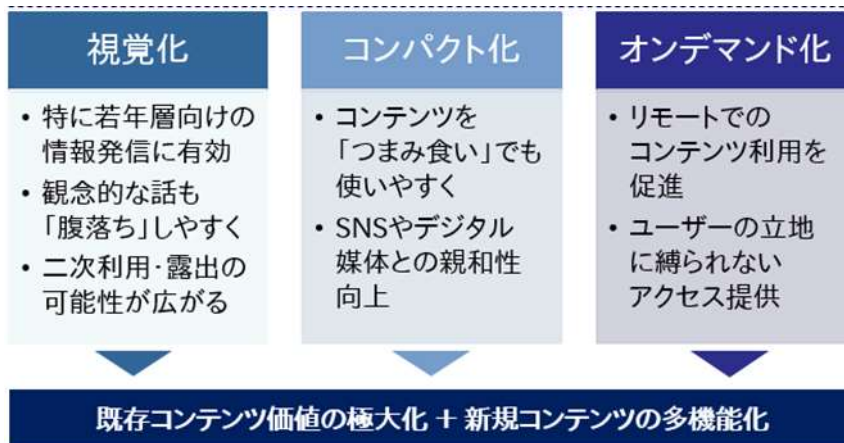 視覚化
・特に若年層向けの
情報発信に有効
・観念的な話も
「腹落ち」しやすく
・二次利用・露出の
可能性が広がる
コンパクト化
・コンテンツを
「つまみ食い」でも
使いやすく
・SNSやデジタル
媒体との親和性
向上
オンデマンド化
・リモートでの
コンテンツ利用を
促進
・ユーザーの立地
に縛られない
アクセス提供
既存コンテンツ価値の極大化 + 新規コンテンツの多機能化